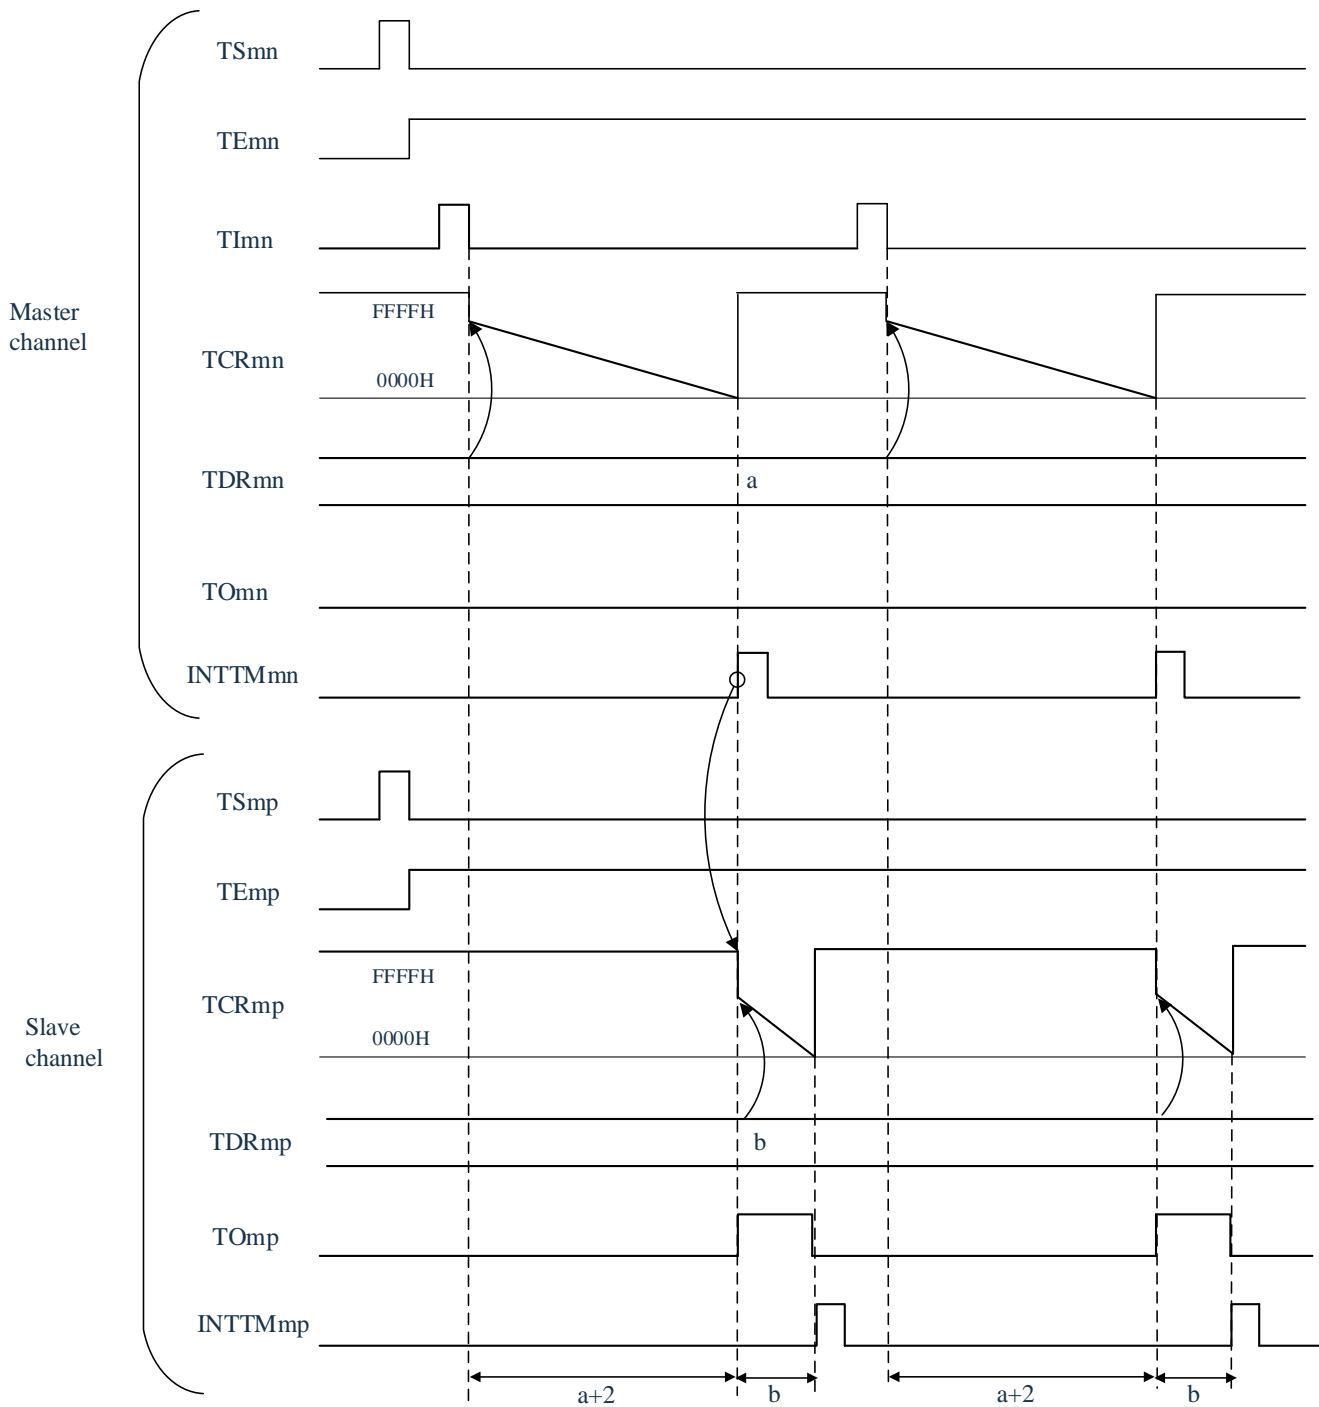 TSmn
TEmn
TImn
Master
channel
FFFFH
TCRmn
0000H
TDRmn
a
TOmn
INTTMmn
TSmp
TEmp
Slave
channel
FFFFH
TCRmp
0000H
TDRmp
b
TOmp
INTTMmp
a+2
b
a+2
b